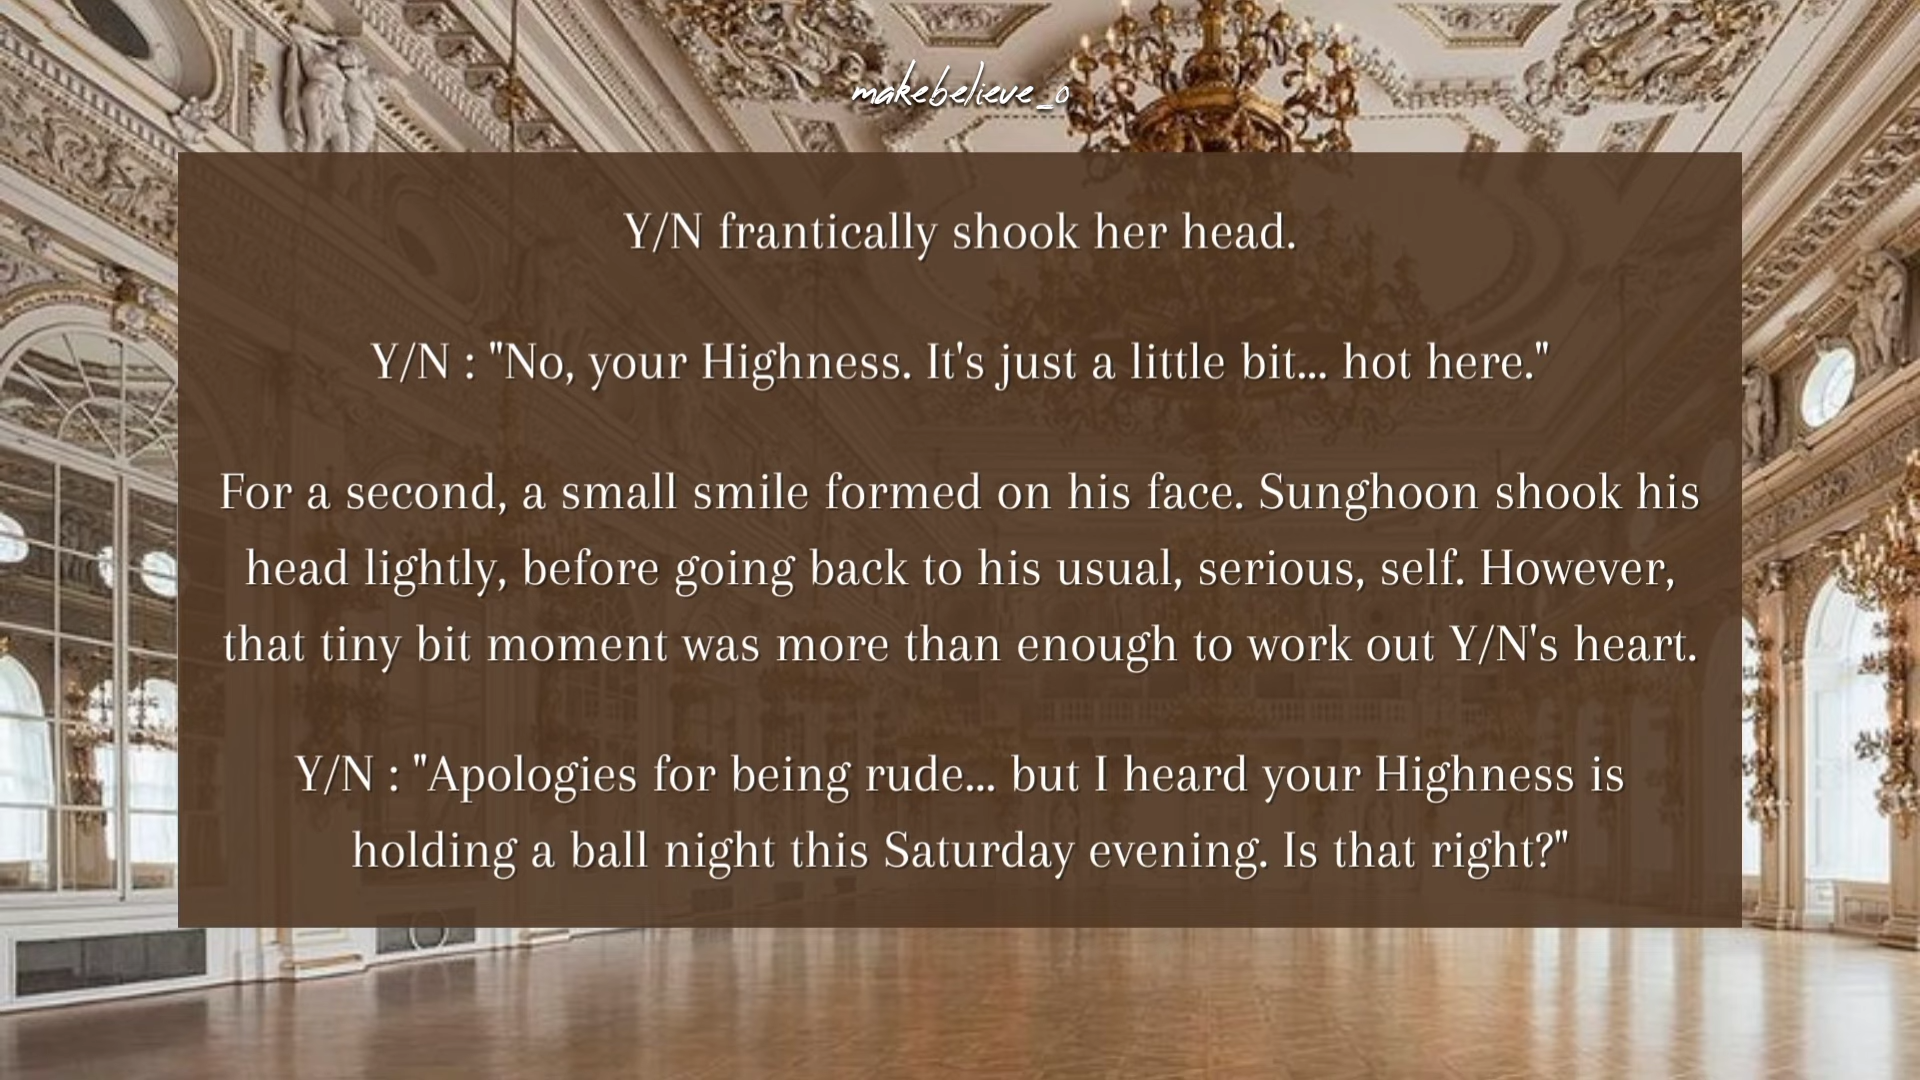 makebelieve_o
Y/N frantically shook her head.
Y/N : "No, your Highness. It's just a little bit... hot here."
For a second, a small smile formed on his face. Sunghoon shook his
head lightly, before going back to his usual, serious, self. However,
that tiny bit moment was more than enough to work out Y/N's heart.
Y/N : "Apologies for being rude... but I heard your Highness is
holding a ball night this Saturday evening. Is that right?"